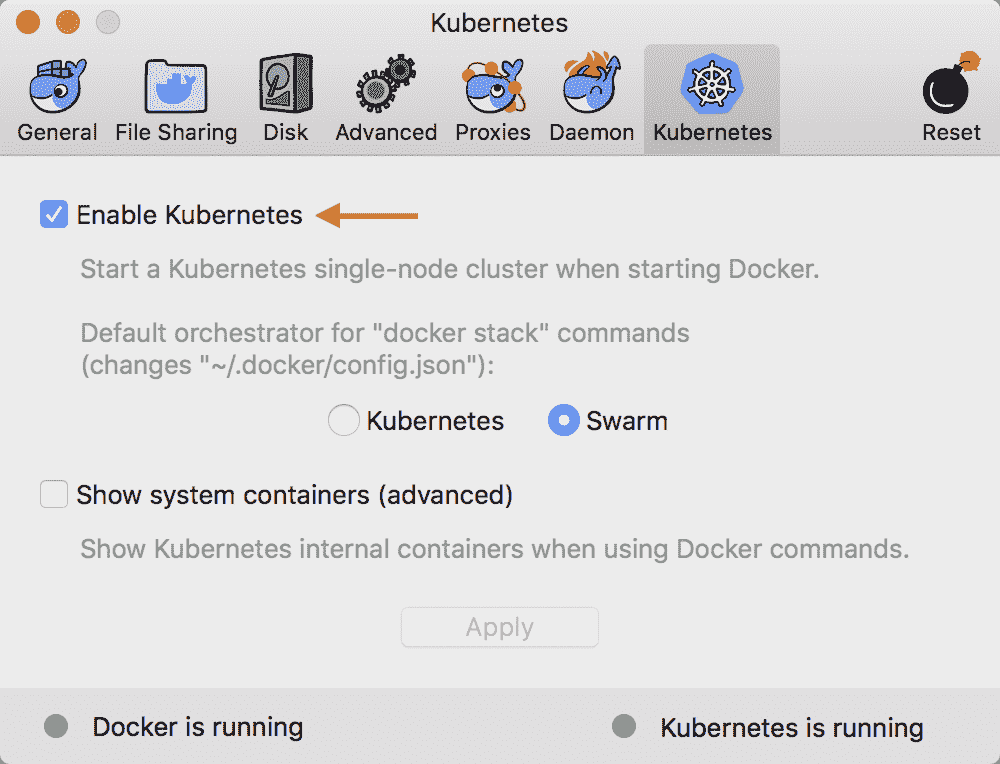 Kubernetes
General File Sharing Disk Advanced Proxies Daemon Kubernetes Reset
Enable Kubernetes
Start a Kubernetes single-node cluster when starting Docker.
Default orchestrator for "docker stack" commands
(changes "~/.docker/config.json"):
Kubernetes Swarm
Show system containers (advanced)
Show Kubernetes internal containers when using Docker commands.
Apply
Docker is running Kubernetes is running